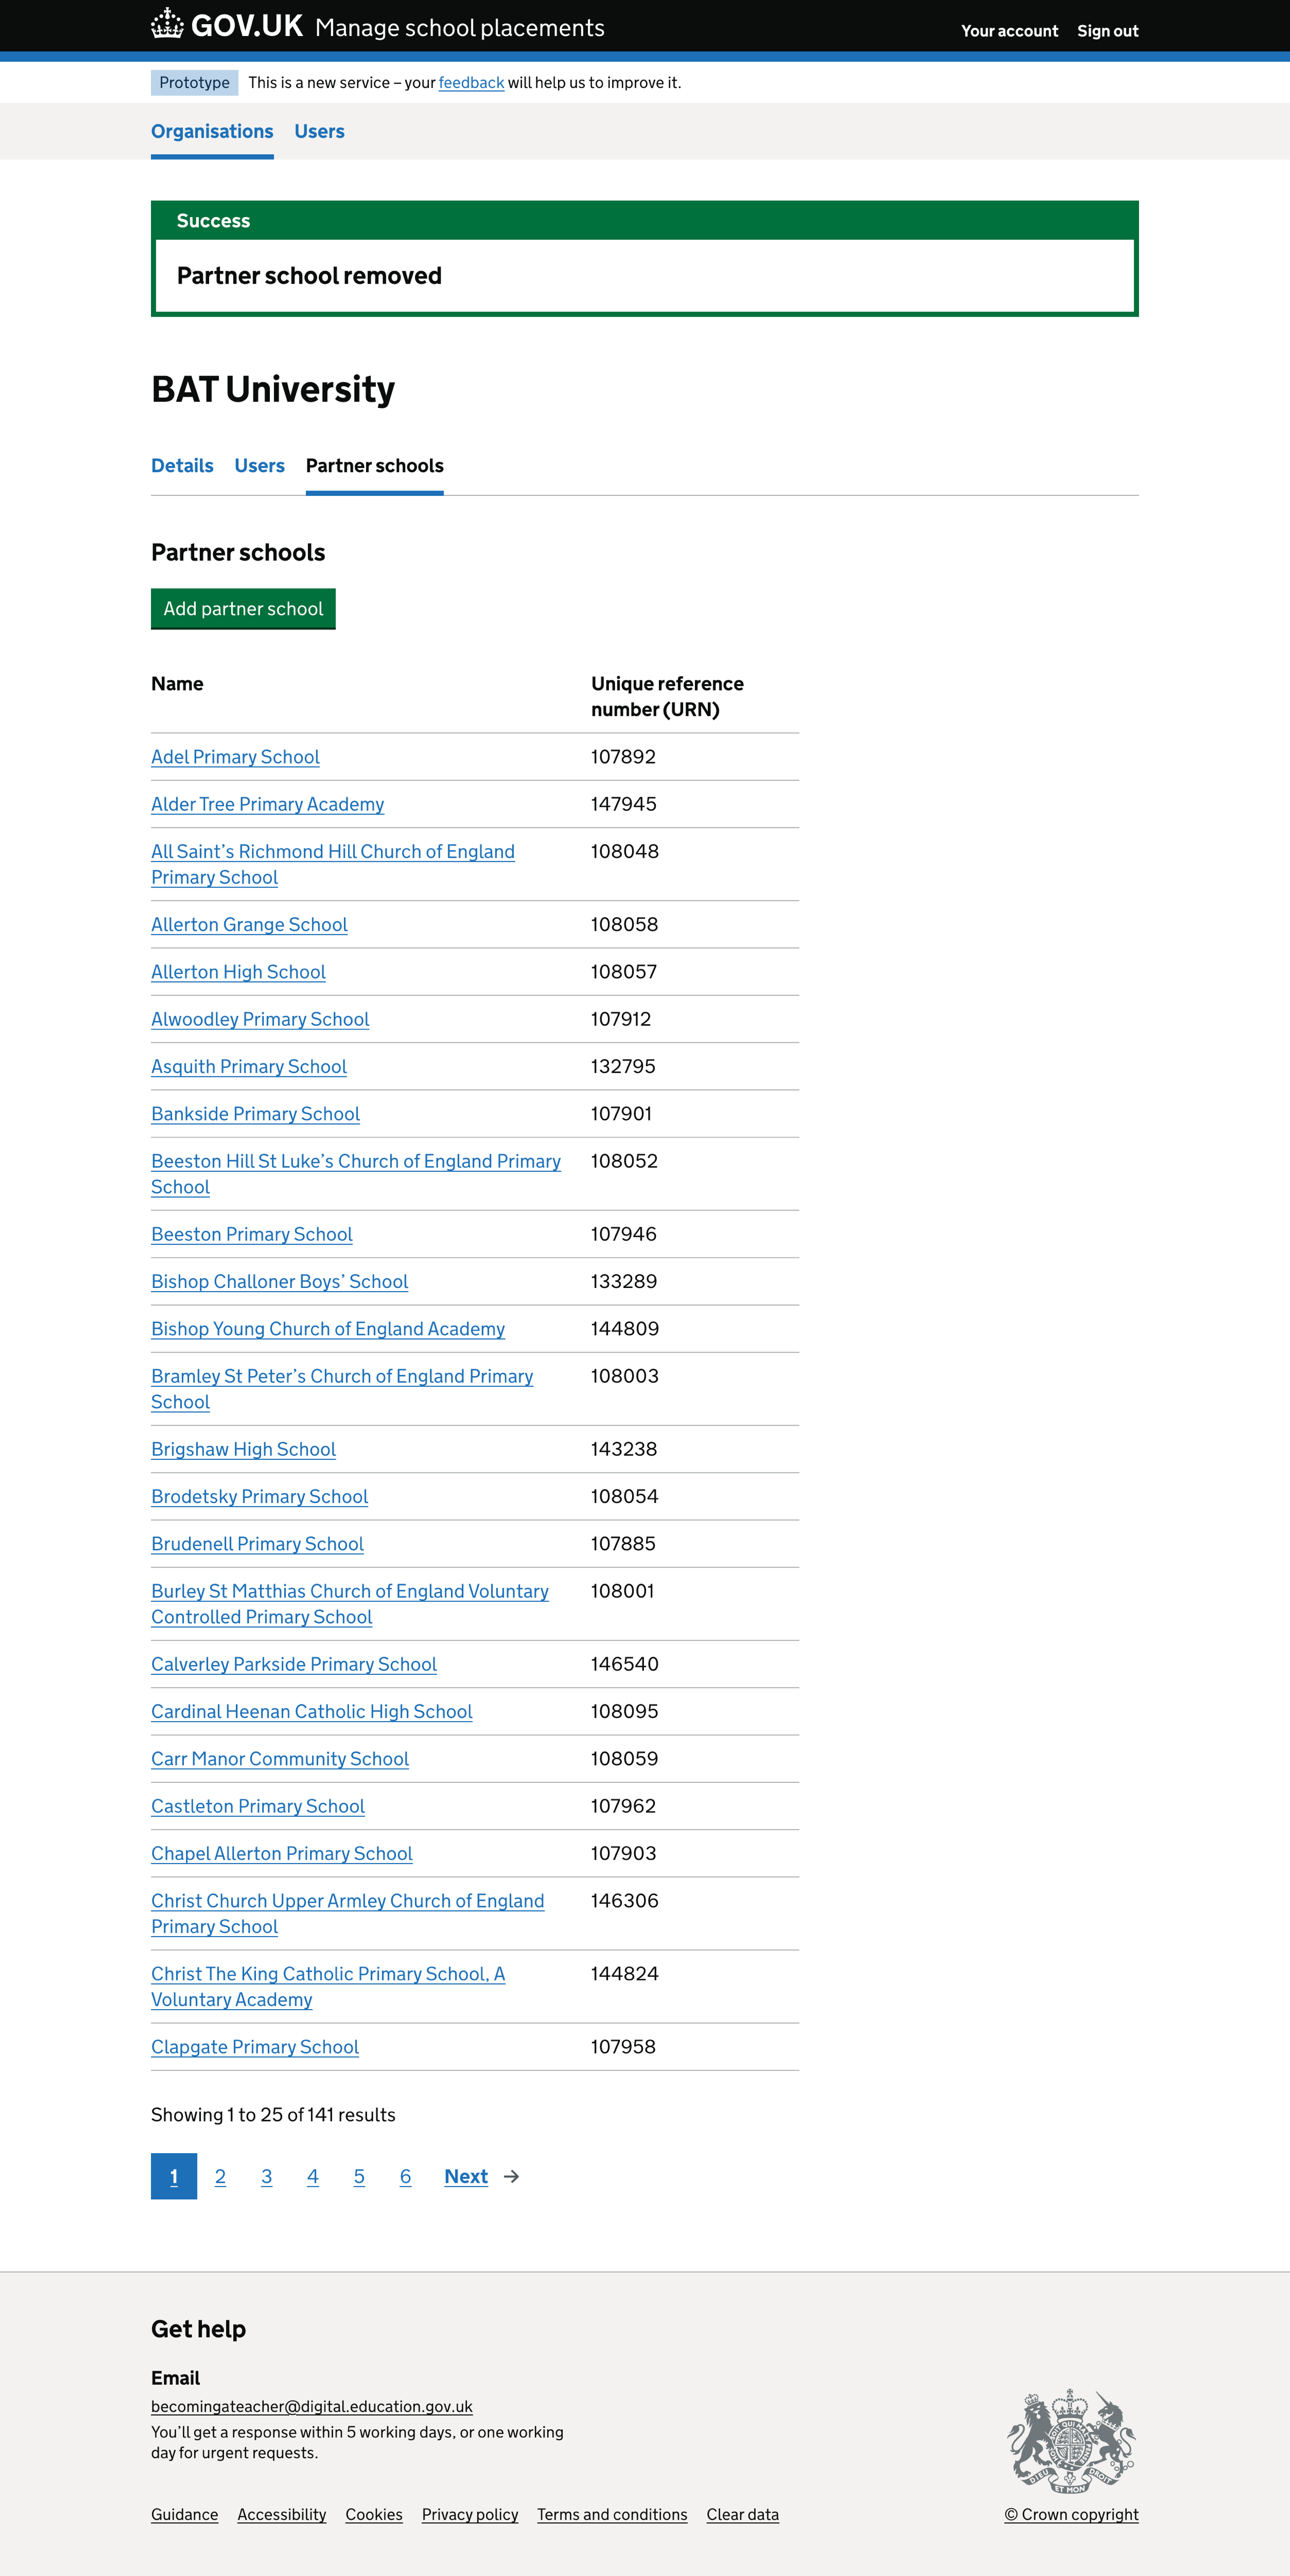 GOV.UK Manage school placements
Your account Sign out
Prototype This is a new service – your feedback will help us to improve it.
Organisations Users
Success
Partner school removed
BAT University
Details Users Partner schools
Partner schools
Add partner school
Name Unique reference
number (URN)
Adel Primary School 107892
Alder Tree Primary Academy 147945
All Saint’s Richmond Hill Church of England 108048
Primary School
Allerton Grange School 108058
Allerton High School 108057
Alwoodley Primary School 107912
Asquith Primary School 132795
Bankside Primary School 107901
Beeston Hill St Luke’s Church of England Primary 108052
School
Beeston Primary School 107946
Bishop Challoner Boys’ School 133289
Bishop Young Church of England Academy 144809
Bramley St Peter’s Church of England Primary 108003
School
Brigshaw High School 143238
Brodetsky Primary School 108054
Brudenell Primary School 107885
Burley St Matthias Church of England Voluntary 108001
Controlled Primary School
Calverley Parkside Primary School 146540
Cardinal Heenan Catholic High School 108095
Carr Manor Community School 108059
Castleton Primary School 107962
Chapel Allerton Primary School 107903
Christ Church Upper Armley Church of England 146306
Primary School
Christ The King Catholic Primary School, A 144824
Voluntary Academy
Clapgate Primary School 107958
Showing 1 to 25 of 141 results
1 2 3 4 5 6 Next →
Get help
Email
becomingateacher@digital.education.gov.uk
You’ll get a response within 5 working days, or one working
day for urgent requests.
DIEU ET MON DROIT
Guidance Accessibility Cookies Privacy policy Terms and conditions Clear data © Crown copyright